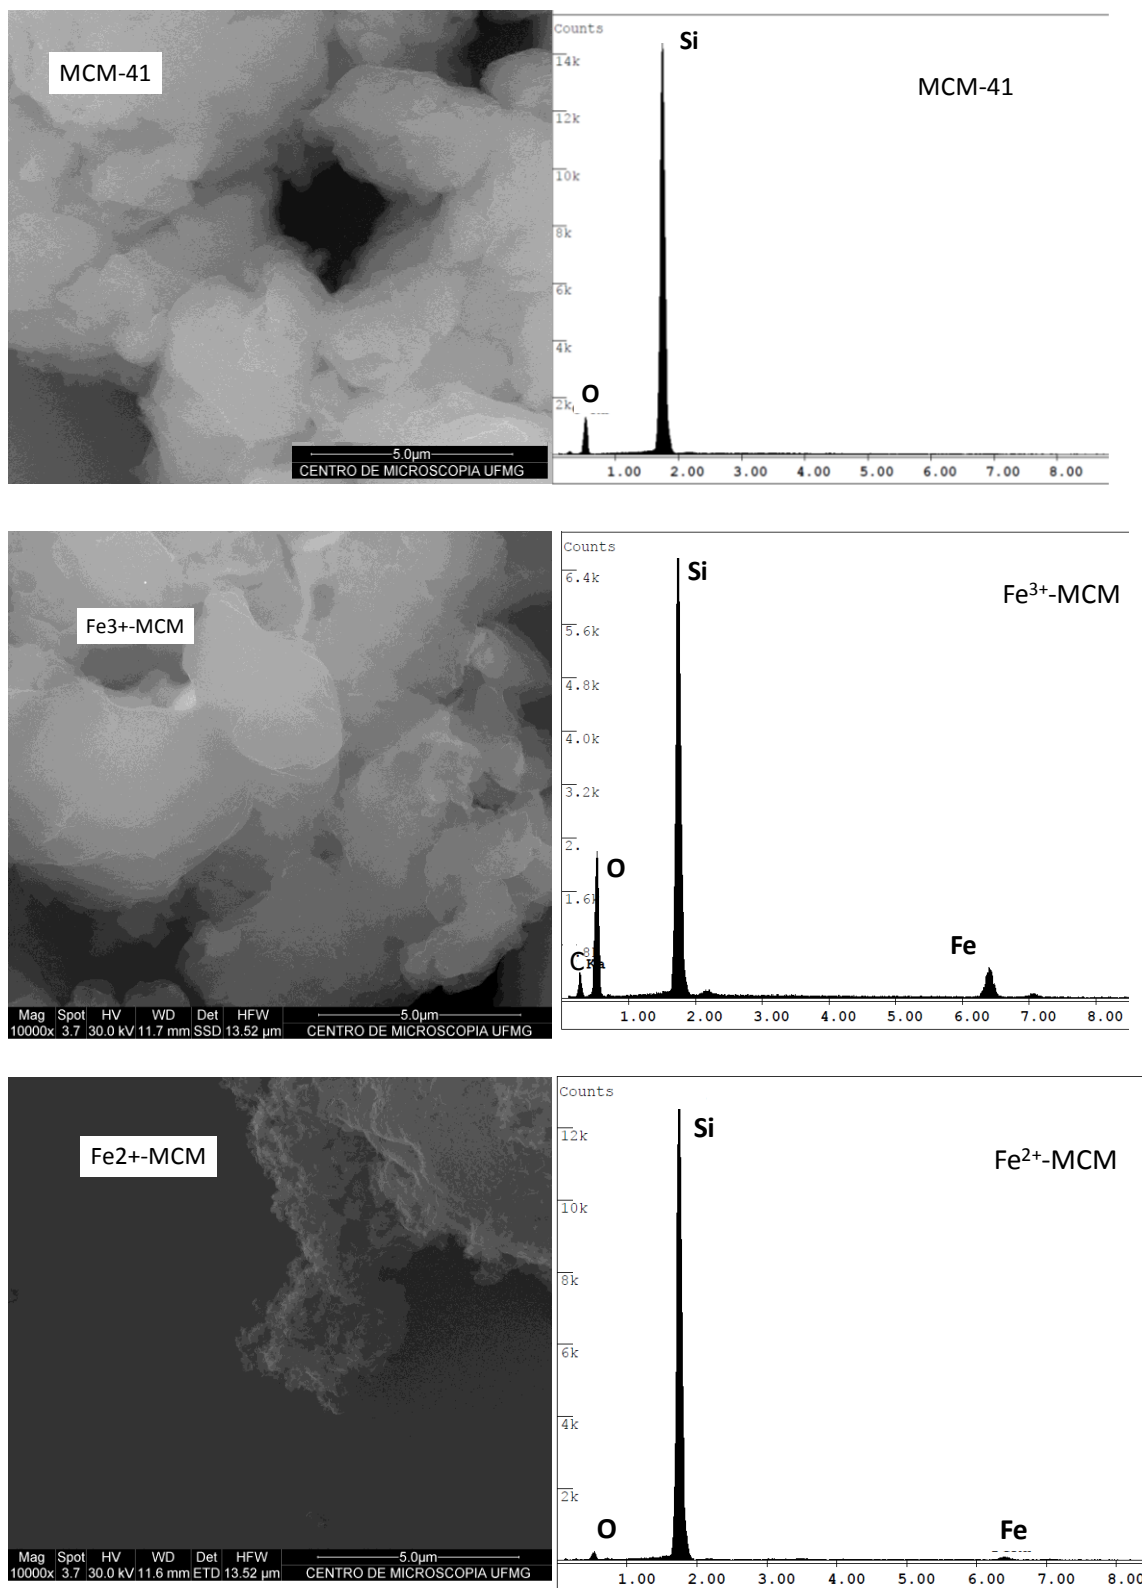 MCM-41
5.0µm
CENTRO DE MICROSCOPIA UFMG
Counts
Si
MCM-41
14k
12k
10k
8k
6k
4k
O
2k
1.00 2.00 3.00 4.00 5.00 6.00 7.00 8.00
Fe3+-MCM
Mag Spot HV WD Det HFW
10000x 3.7 30.0 kV 11.7 mm SSD 13.52 µm
5.0µm
CENTRO DE MICROSCOPIA UFMG
Counts
Si
Fe³⁺-MCM
6.4k
5.6k
4.8k
4.0k
3.2k
2.
O
1.6k
Fe
C Ka
1.00 2.00 3.00 4.00 5.00 6.00 7.00 8.00
Fe2+-MCM
Mag Spot HV WD Det HFW
10000x 3.7 30.0 kV 11.6 mm ETD 13.52 µm
5.0µm
CENTRO DE MICROSCOPIA UFMG
Counts
Si
Fe²⁺-MCM
12k
10k
8k
6k
4k
2k
O
Fe
1.00 2.00 3.00 4.00 5.00 6.00 7.00 8.00